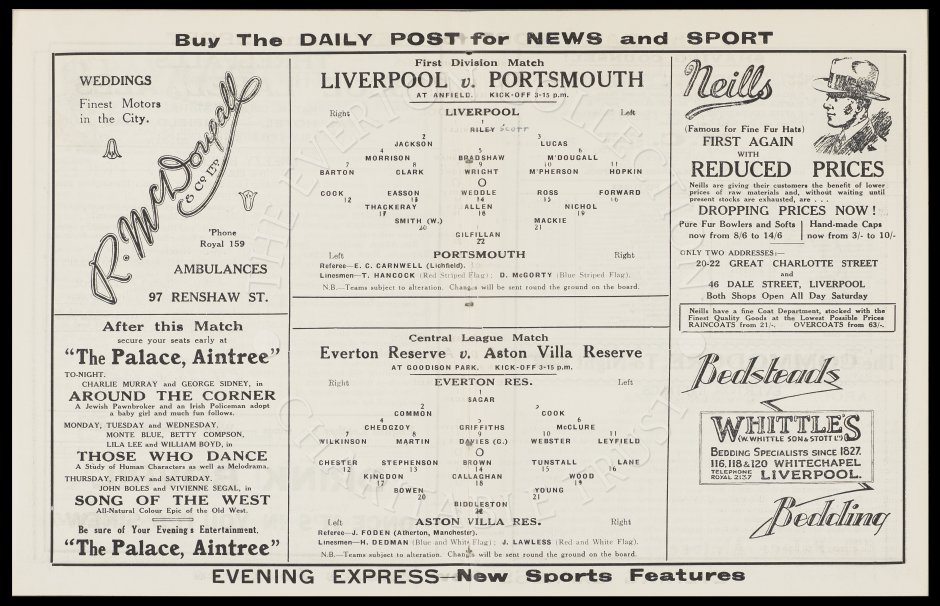 Buy The DAILY POST for NEWS and SPORT
WEDDINGS
Finest Motors
in the City.
R. McDougall
& Co LTD
'Phone
Royal 159
AMBULANCES
97 RENSHAW ST.
After this Match
secure your seats early at
"The Palace, Aintree"
TO-NIGHT.
CHARLIE MURRAY and GEORGE SIDNEY, in
AROUND THE CORNER
A Jewish Pawnbroker and an Irish Policeman adopt
a baby girl and much fun follows.
MONDAY, TUESDAY and WEDNESDAY,
MONTE BLUE, BETTY COMPSON,
LILA LEE and WILLIAM BOYD, in
THOSE WHO DANCE
A Study of Human Characters as well as Melodrama.
THURSDAY, FRIDAY and SATURDAY.
JOHN BOLES and VIVIENNE SEGAL, in
SONG OF THE WEST
All-Natural Colour Epic of the Old West.
Be sure of Your Evening's Entertainment.
"The Palace, Aintree"
First Division Match
LIVERPOOL v. PORTSMOUTH
AT ANFIELD. KICK-OFF 3-15 p.m.
Right LIVERPOOL Left
1
RILEY SCOTT
2 3
JACKSON LUCAS
4 5 6
MORRISON BRADSHAW M'DOUGALL
7 8 9 10 11
BARTON CLARK WRIGHT M'PHERSON HOPKIN
O
COOK EASSON WEDDLE ROSS FORWARD
12 13 14 15 16
THACKERAY ALLEN NICHOL
17 18 19
SMITH (W.) MACKIE
20 21
GILFILLAN
22
Left PORTSMOUTH Right
Referee—E. C. CARNWELL (Lichfield).
Linesmen—T. HANCOCK (Red Striped Flag); D. McGORTY (Blue Striped Flag).
N.B.—Teams subject to alteration. Changes will be sent round the ground on the board.
Central League Match
Everton Reserve v. Aston Villa Reserve
AT GOODISON PARK. KICK-OFF 3-15 p.m.
Right EVERTON RES. Left
1
SAGAR
2 3
COMMON COOK
4 5 6
CHEDGZOY GRIFFITHS McCLURE
7 8 9 10 11
WILKINSON MARTIN DAVIES (C.) WEBSTER LEYFIELD
O
CHESTER STEPHENSON BROWN TUNSTALL LANE
12 13 14 15 16
KINGDON CALLAGHAN WOOD
17 18 19
BOWEN YOUNG
20 21
BIDDLESTON
22
Left ASTON VILLA RES. Right
Referee—J. FODEN (Atherton, Manchester).
Linesmen—H. DEDMAN (Blue and White Flag); J. LAWLESS (Red and White Flag).
N.B.—Teams subject to alteration. Changes will be sent round the ground on the board.
Neills
(Famous for Fine Fur Hats)
FIRST AGAIN
WITH
REDUCED PRICES
Neills are giving their customers the benefit of lower
prices of raw materials and, without waiting until
present stocks are exhausted, are . . .
DROPPING PRICES NOW!
Pure Fur Bowlers and Softs Hand-made Caps
now from 8/6 to 14/6 now from 3/- to 10/-
ONLY TWO ADDRESSES:—
20-22 GREAT CHARLOTTE STREET
and
46 DALE STREET, LIVERPOOL
Both Shops Open All Day Saturday
Neills have a fine Coat Department, stocked with the
Finest Quality Goods at the Lowest Possible Prices
RAINCOATS from 21/-. OVERCOATS from 63/-.
Bedsteads
WHITTLE'S
(W. WHITTLE SON & STOTT LTD)
BEDDING SPECIALISTS SINCE 1827.
116, 118 & 120 WHITECHAPEL
TELEPHONE
ROYAL 2137 LIVERPOOL.
Bedding
EVENING EXPRESS—New Sports Features
THE EVERTON COLLECTION
CHARITABLE TRUST